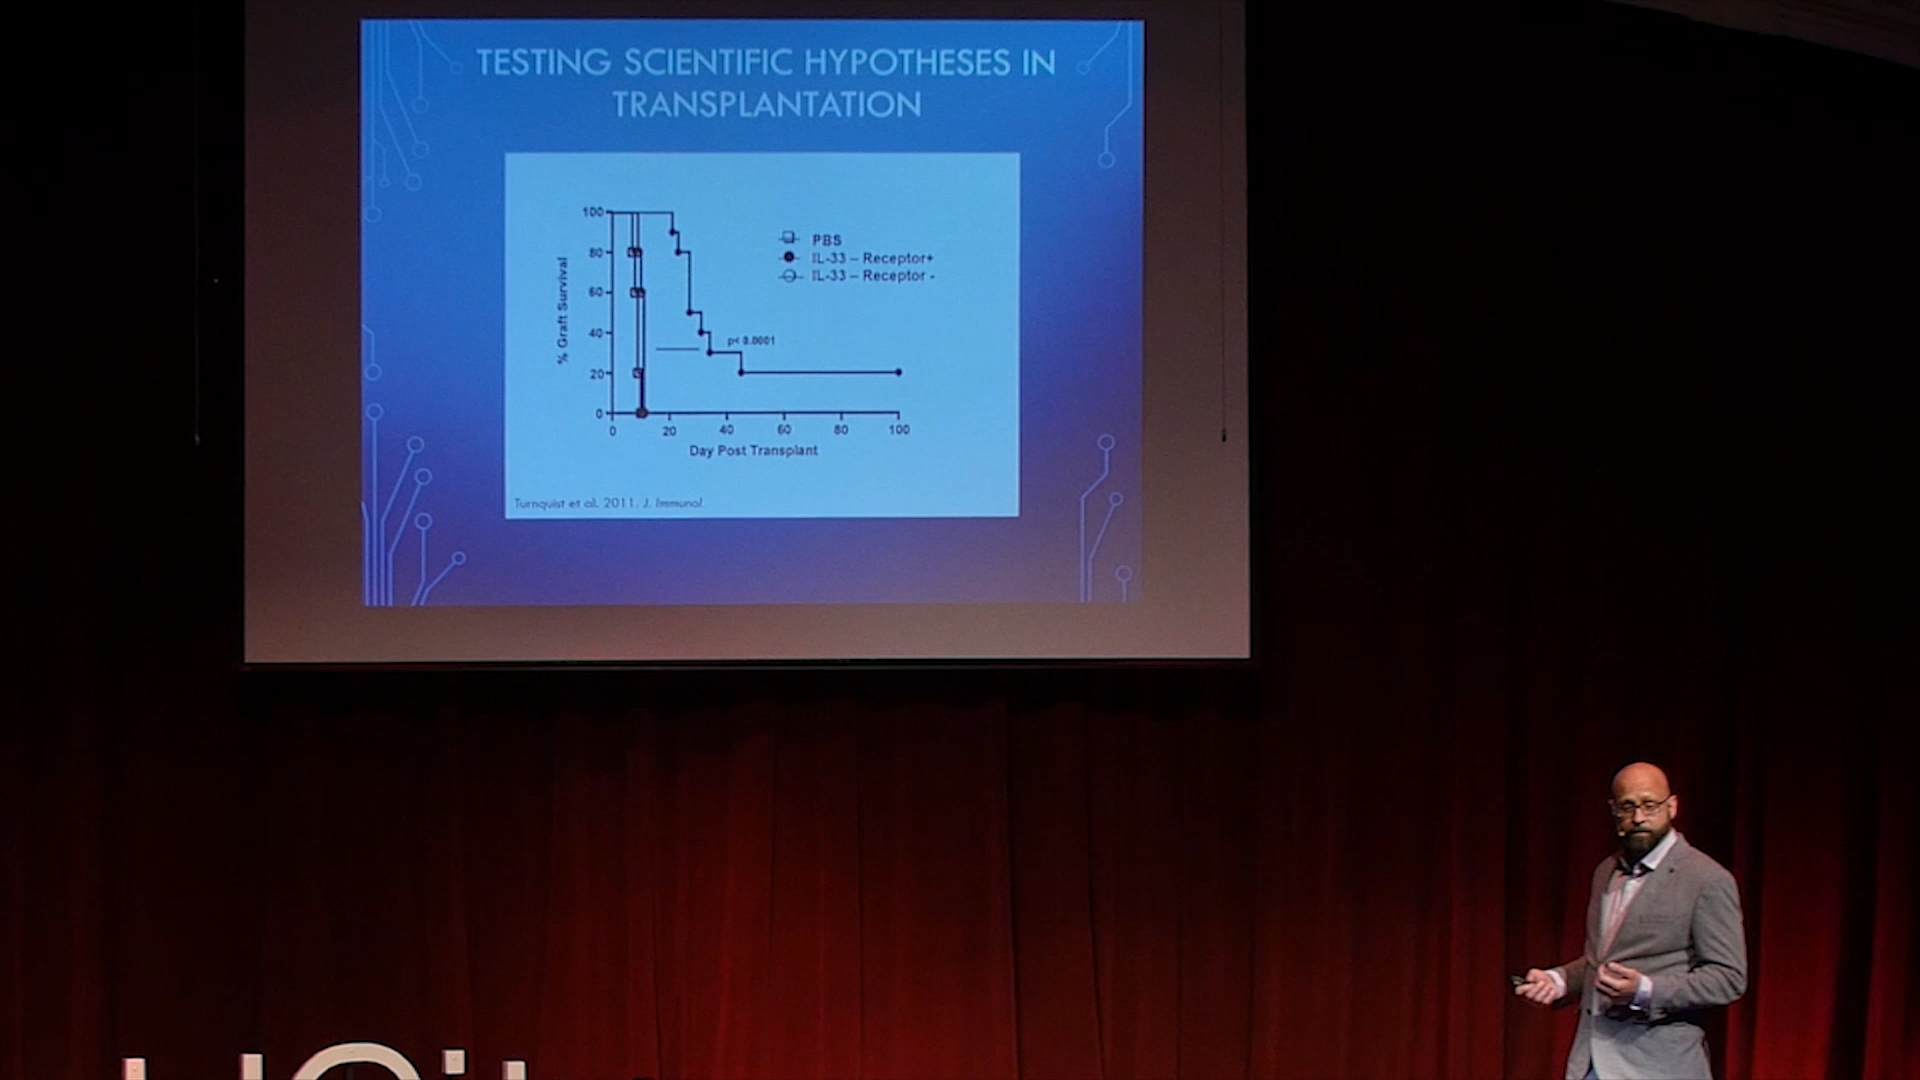 TESTING SCIENTIFIC HYPOTHESES IN
TRANSPLANTATION
100
80
60
40
20
0
% Graft Survival
PBS
IL-33 – Receptor+
IL-33 – Receptor -
p< 0.0001
0 20 40 60 80 100
Day Post Transplant
Turnquist et al. 2011. J. Immunol.